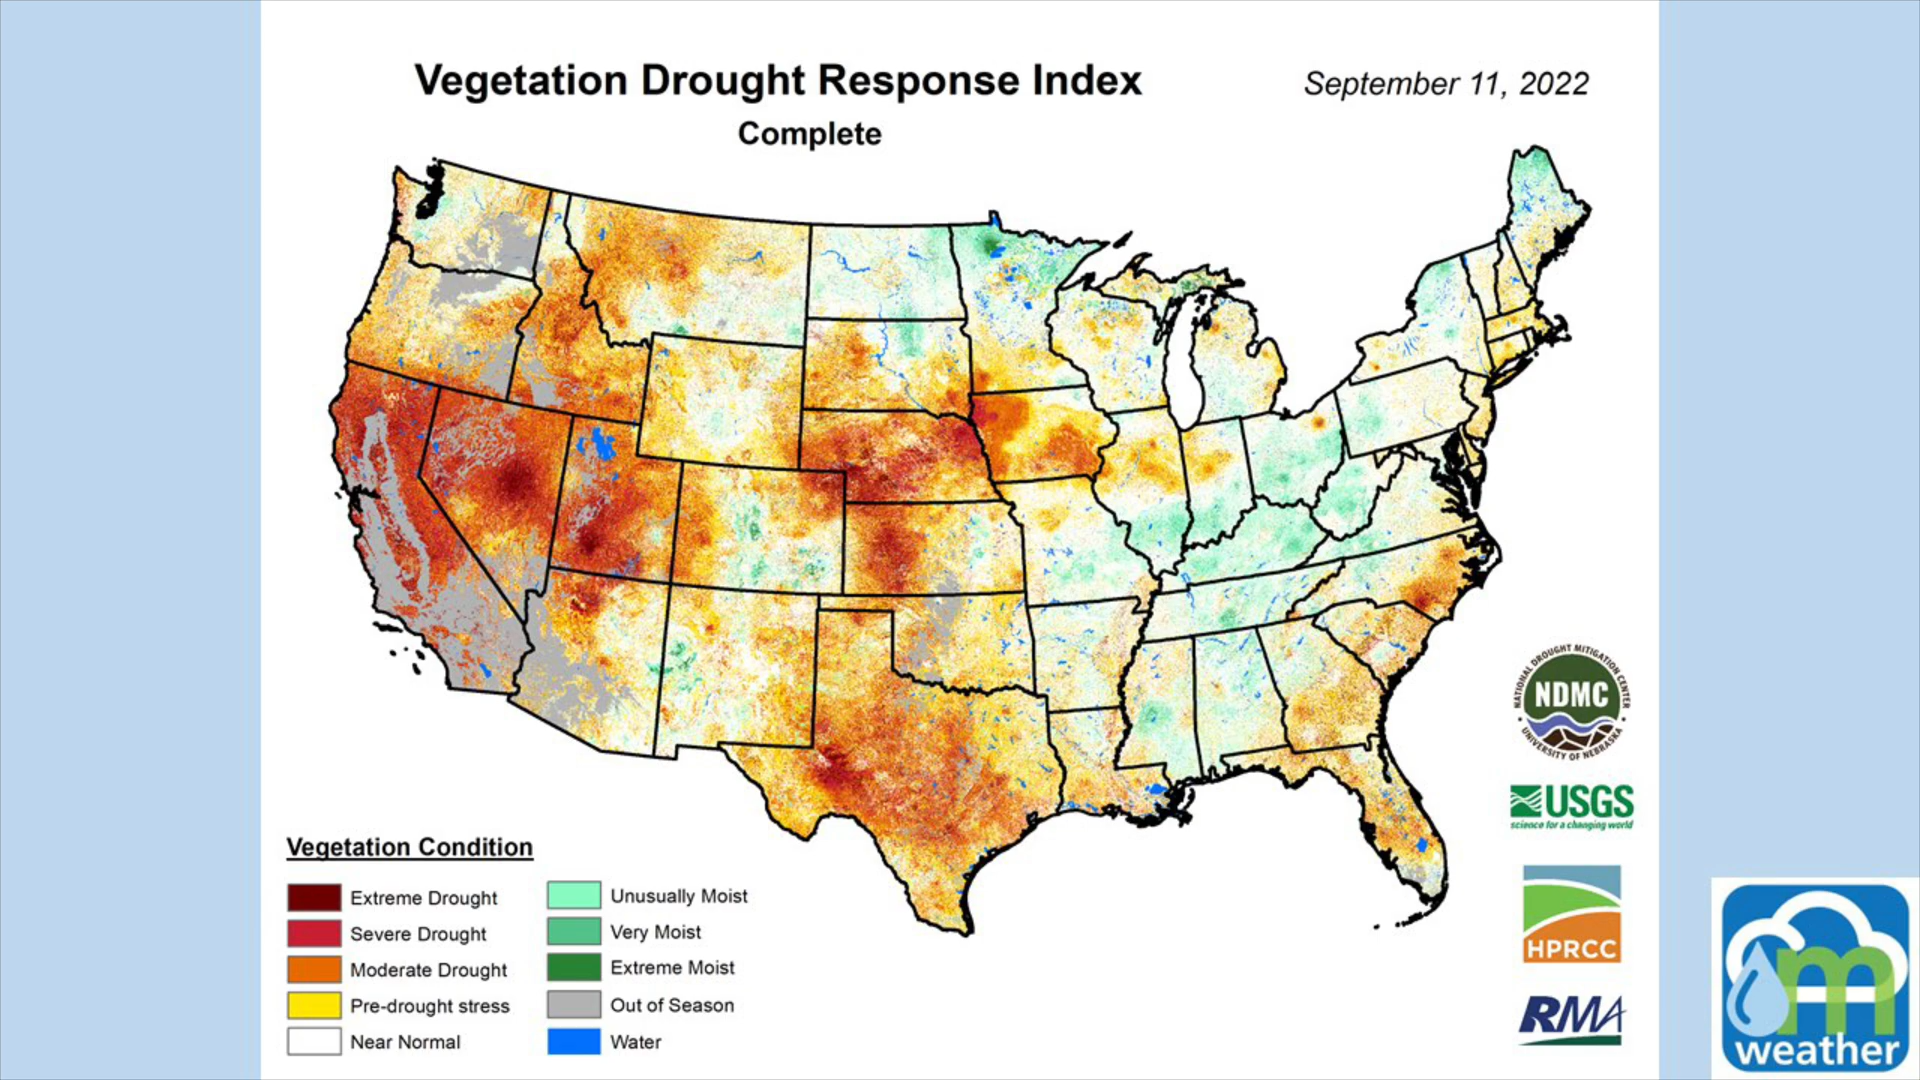 Vegetation Drought Response Index
September 11, 2022
Complete
NATIONAL DROUGHT MITIGATION CENTER
NDMC
UNIVERSITY OF NEBRASKA
USGS
science for a changing world
HPRCC
RMA
Vegetation Condition
Extreme Drought
Severe Drought
Moderate Drought
Pre-drought stress
Near Normal
Unusually Moist
Very Moist
Extreme Moist
Out of Season
Water
m
weather